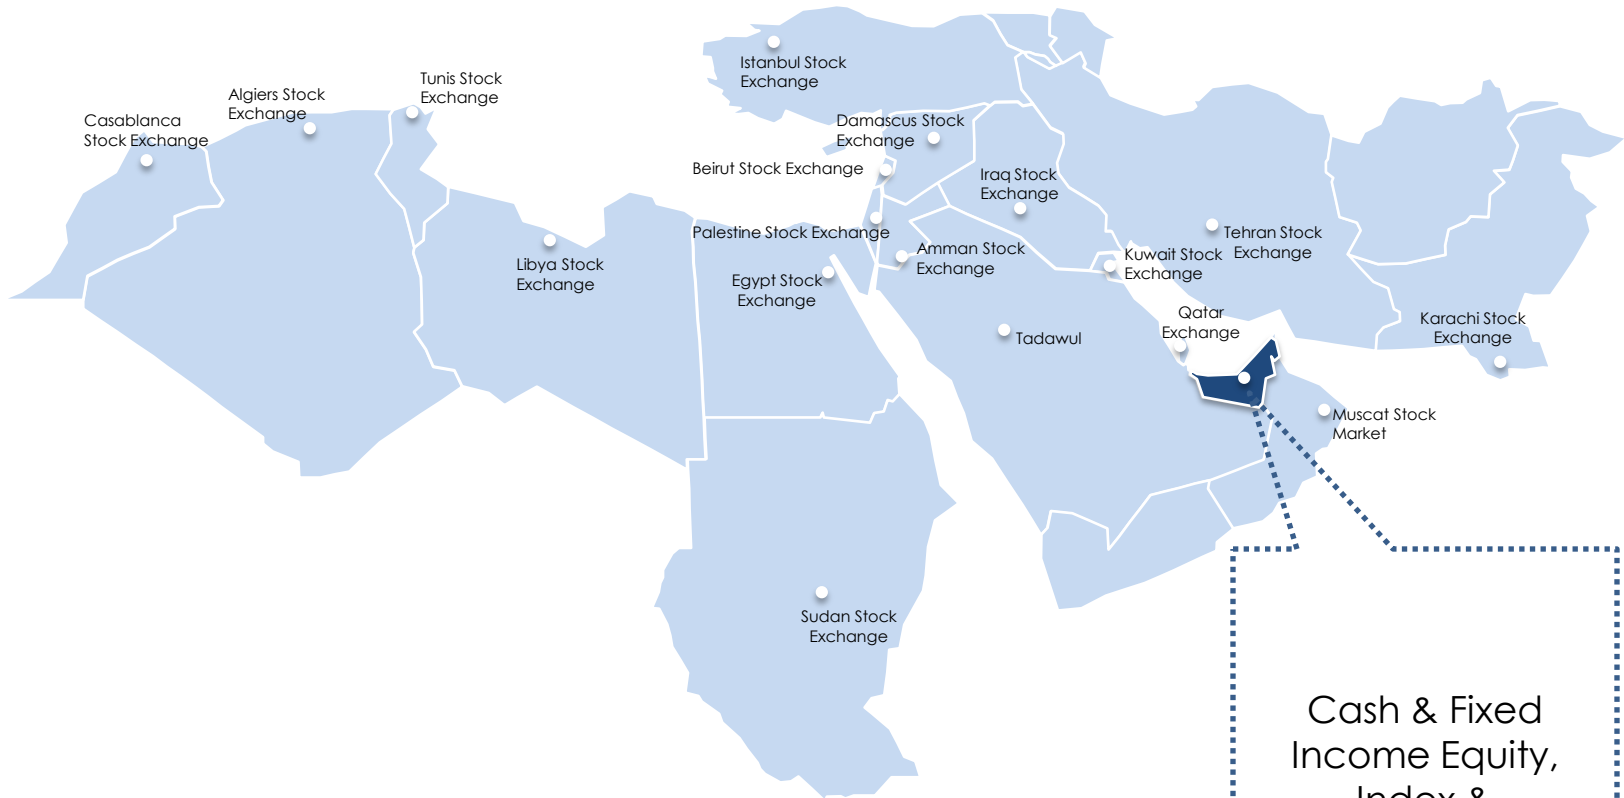 Istanbul Stock
Exchange
Tunis Stock
Exchange
Algiers Stock
Exchange
Casablanca
Stock Exchange
Damascus Stock
Exchange
Beirut Stock Exchange
Iraq Stock
Exchange
Palestine Stock Exchange
Tehran Stock
Exchange
Amman Stock
Exchange
Kuwait Stock
Exchange
Libya Stock
Exchange
Egypt Stock
Exchange
Qatar
Exchange
Karachi Stock
Exchange
Tadawul
Muscat Stock
Market
Sudan Stock
Exchange
Cash & Fixed
Income Equity,
Index &